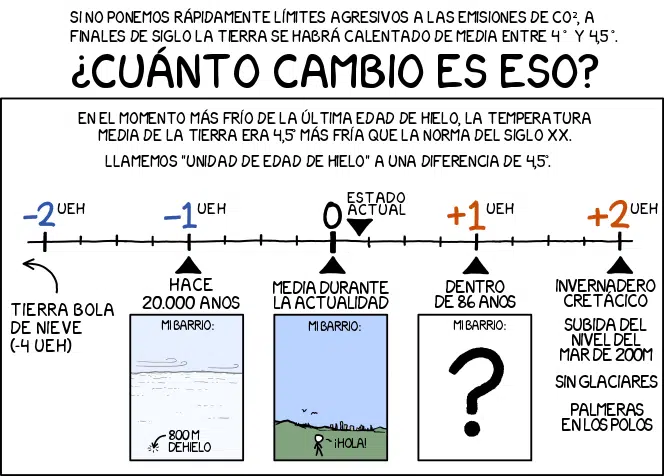 SI NO PONEMOS RÁPIDAMENTE LÍMITES AGRESIVOS A LAS EMISIONES DE CO², A
FINALES DE SIGLO LA TIERRA SE HABRÁ CALENTADO DE MEDIA ENTRE 4° Y 4,5°.
¿CUÁNTO CAMBIO ES ESO?
EN EL MOMENTO MÁS FRÍO DE LA ÚLTIMA EDAD DE HIELO, LA TEMPERATURA
MEDIA DE LA TIERRA ERA 4,5° MÁS FRÍA QUE LA NORMA DEL SIGLO XX.
LLAMEMOS "UNIDAD DE EDAD DE HIELO" A UNA DIFERENCIA DE 4,5°.
-2 UEH
-1 UEH
0
ESTADO
ACTUAL
+1 UEH
+2 UEH
TIERRA BOLA
DE NIEVE
(-4 UEH)
HACE
20.000 ANOS
MI BARRIO:
800 M
DE HIELO
MEDIA DURANTE
LA ACTUALIDAD
MI BARRIO:
¡HOLA!
DENTRO
DE 86 ANOS
MI BARRIO:
?
INVERNADERO
CRETÁCICO
SUBIDA DEL
NIVEL DEL
MAR DE 200M
SIN GLACIARES
PALMERAS
EN LOS POLOS